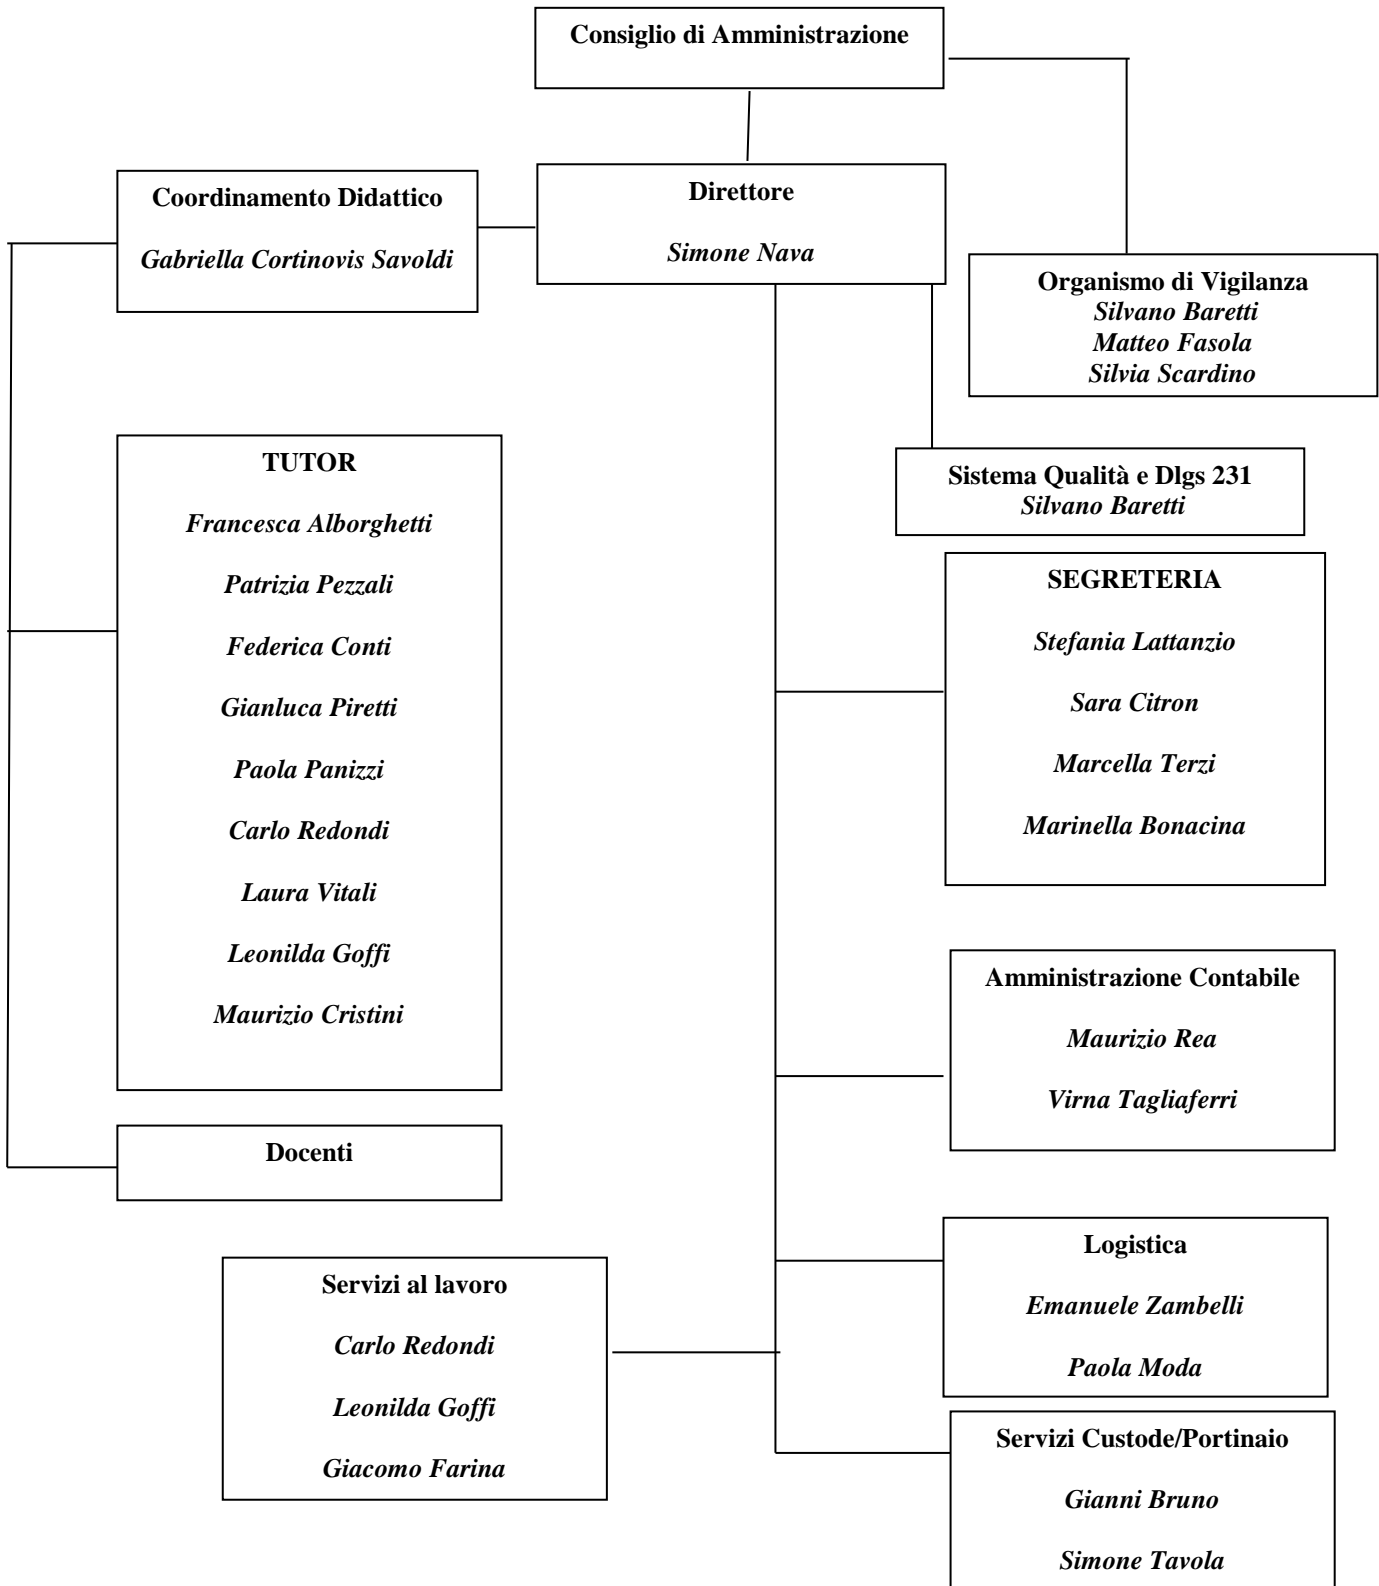 Consiglio di Amministrazione
Coordinamento Didattico
Gabriella Cortinovis Savoldi
Direttore
Simone Nava
Organismo di Vigilanza
Silvano Baretti
Matteo Fasola
Silvia Scardino
TUTOR
Francesca Alborghetti
Patrizia Pezzali
Federica Conti
Gianluca Piretti
Paola Panizzi
Carlo Redondi
Laura Vitali
Leonilda Goffi
Maurizio Cristini
Sistema Qualità e Dlgs 231
Silvano Baretti
SEGRETERIA
Stefania Lattanzio
Sara Citron
Marcella Terzi
Marinella Bonacina
Amministrazione Contabile
Maurizio Rea
Virna Tagliaferri
Docenti
Servizi al lavoro
Carlo Redondi
Leonilda Goffi
Giacomo Farina
Logistica
Emanuele Zambelli
Paola Moda
Servizi Custode/Portinaio
Gianni Bruno
Simone Tavola